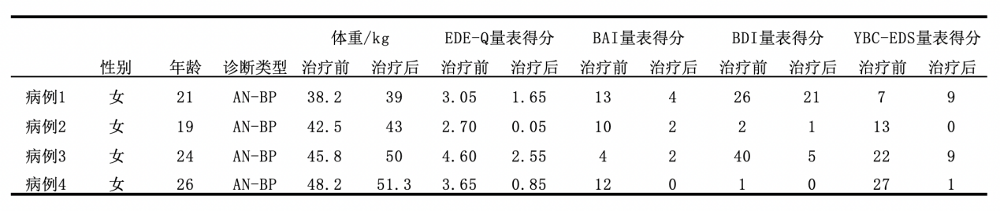 体重/kg EDE-Q量表得分 BAI量表得分 BDI量表得分 YBC-EDS量表得分
性别 年龄 诊断类型 治疗前 治疗后 治疗前 治疗后 治疗前 治疗后 治疗前 治疗后 治疗前 治疗后
病例1 女 21 AN-BP 38.2 39 3.05 1.65 13 4 26 21 7 9
病例2 女 19 AN-BP 42.5 43 2.70 0.05 10 2 2 1 13 0
病例3 女 24 AN-BP 45.8 50 4.60 2.55 4 2 40 5 22 9
病例4 女 26 AN-BP 48.2 51.3 3.65 0.85 12 0 1 0 27 1